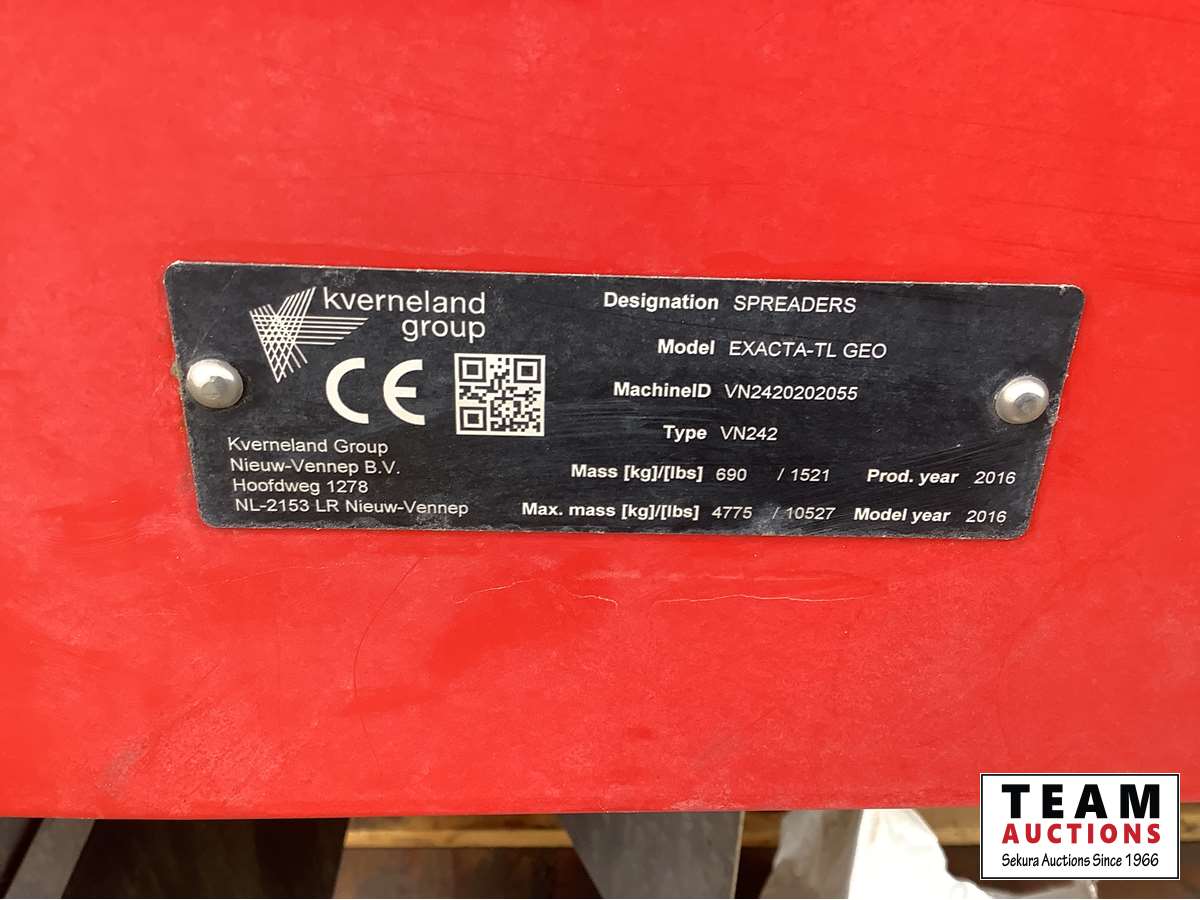 kverneland
group
CE
Kverneland Group
Nieuw-Vennep B.V.
Hoofdweg 1278
NL-2153 LR Nieuw-Vennep
Designation SPREADERS
Model EXACTA-TL GEO
MachineID VN2420202055
Type VN242
Mass [kg]/[lbs] 690 / 1521 Prod. year 2016
Max. mass [kg]/[lbs] 4775 / 10527 Model year 2016
TEAM
AUCTIONS
Sekura Auctions Since 1966